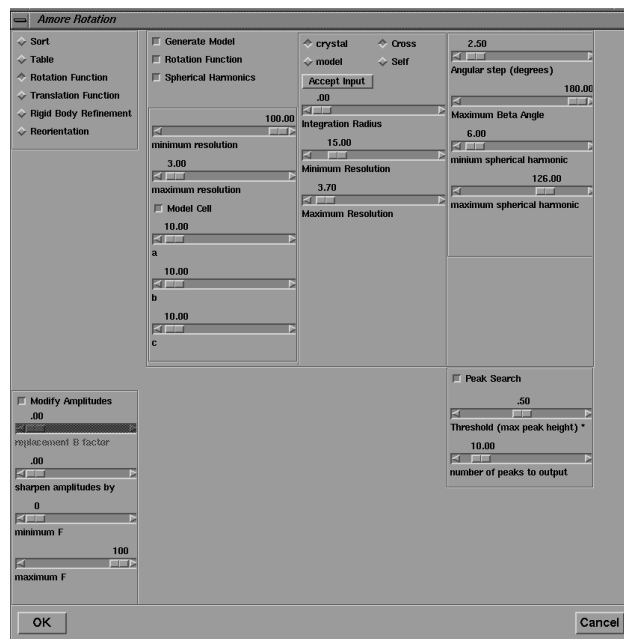 Amore Rotation
Sort
Table
Rotation Function
Translation Function
Rigid Body Refinement
Reorientation
Generate Model
Rotation Function
Spherical Harmonics
100.00
minimum resolution
3.00
maximum resolution
Model Cell
10.00
a
10.00
b
10.00
c
crystal Cross
model Self
Accept Input
.00
Integration Radius
15.00
Minimum Resolution
3.70
Maximum Resolution
2.50
Angular step (degrees)
180.00
Maximum Beta Angle
6.00
minium spherical harmonic
126.00
maximum spherical harmonic
Modify Amplitudes
.00
replacement B factor
.00
sharpen amplitudes by
0
minimum F
100
maximum F
Peak Search
.50
Threshold (max peak height) *
10.00
number of peaks to output
OK
Cancel